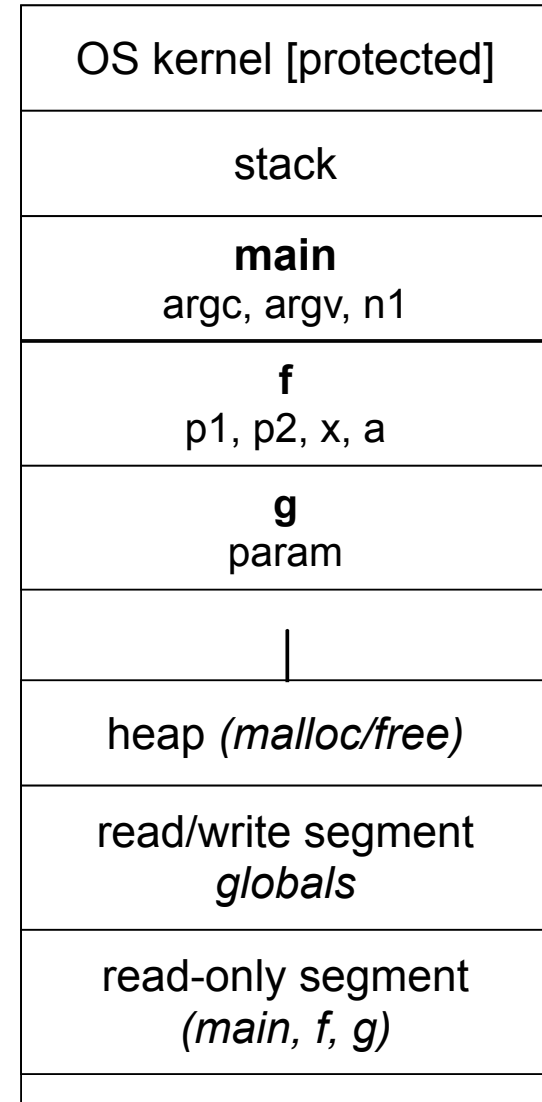 OS kernel [protected]
stack
main
argc, argv, n1
f
p1, p2, x, a
g
param
heap (malloc/free)
read/write segment
globals
read-only segment
(main, f, g)